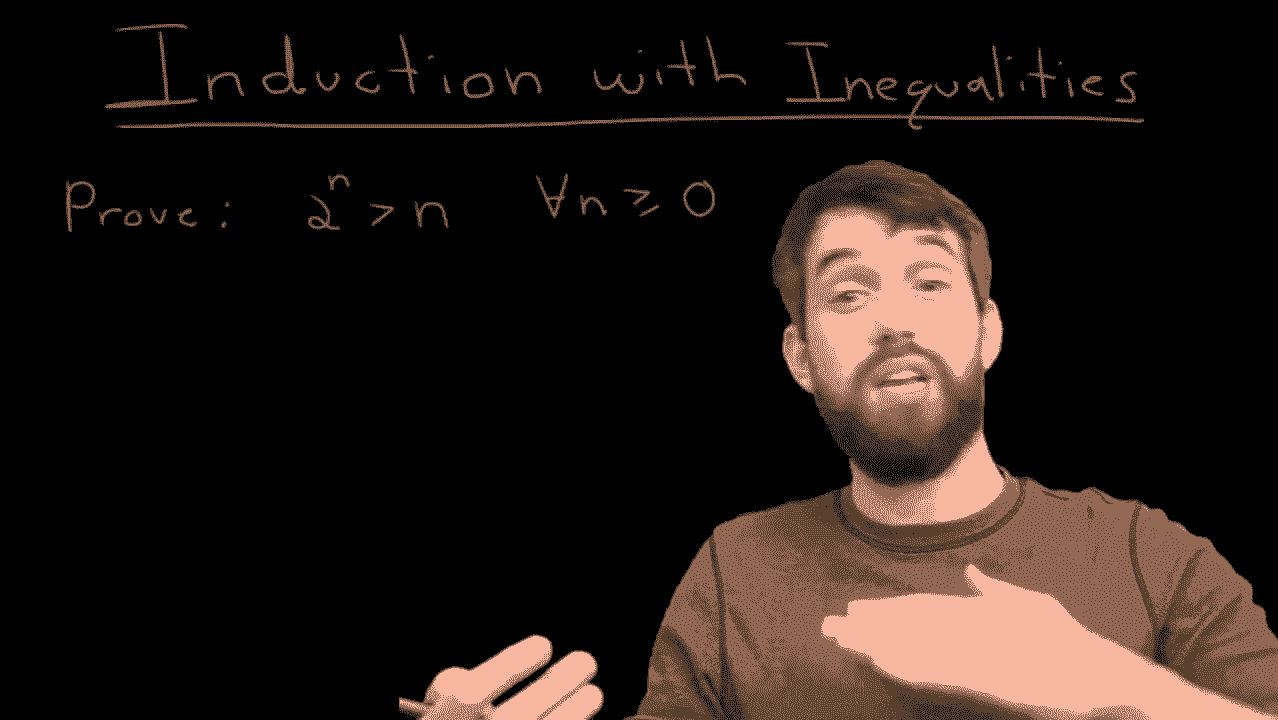 Induction with Inequalities
Prove: 2ⁿ > n ∀n ≥ 0